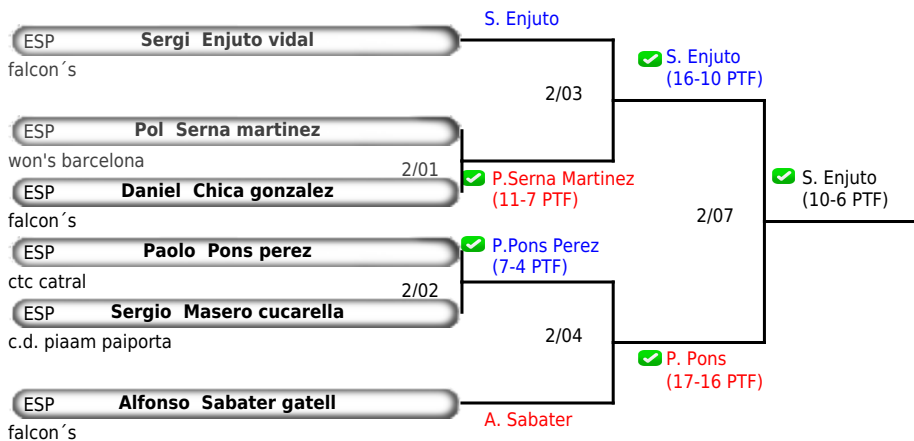 S. Enjuto
ESP Sergi Enjuto vidal
falcon´s
S. Enjuto
(16-10 PTF)
2/03
ESP Pol Serna martinez
won's barcelona
2/01
P.Serna Martinez
(11-7 PTF)
ESP Daniel Chica gonzalez
falcon´s
S. Enjuto
(10-6 PTF)
2/07
ESP Paolo Pons perez
ctc catral
P.Pons Perez
(7-4 PTF)
2/02
ESP Sergio Masero cucarella
c.d. piaam paiporta
2/04
P. Pons
(17-16 PTF)
ESP Alfonso Sabater gatell
falcon´s
A. Sabater